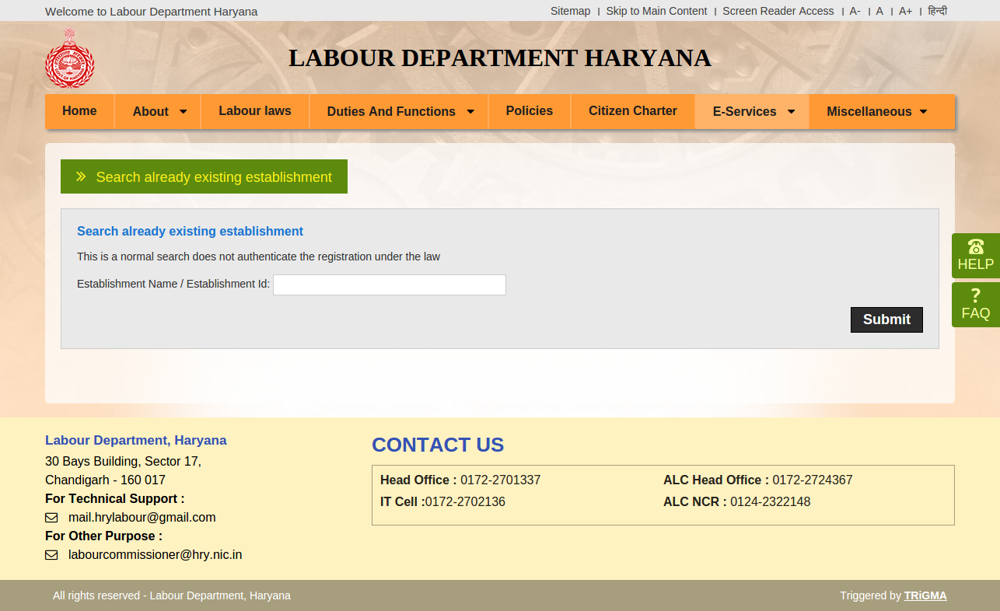 Welcome to Labour Department Haryana
Sitemap | Skip to Main Content | Screen Reader Access | A- | A | A+ | हिन्दी
LABOUR DEPARTMENT HARYANA
Home About Labour laws Duties And Functions Policies Citizen Charter E-Services Miscellaneous
Search already existing establishment
Search already existing establishment
This is a normal search does not authenticate the registration under the law
Establishment Name / Establishment Id:
Submit
HELP
?
FAQ
Labour Department, Haryana
30 Bays Building, Sector 17,
Chandigarh - 160 017
For Technical Support :
mail.hrylabour@gmail.com
For Other Purpose :
labourcommissioner@hry.nic.in
CONTACT US
Head Office : 0172-2701337
ALC Head Office : 0172-2724367
IT Cell :0172-2702136
ALC NCR : 0124-2322148
All rights reserved - Labour Department, Haryana
Triggered by TRiGMA